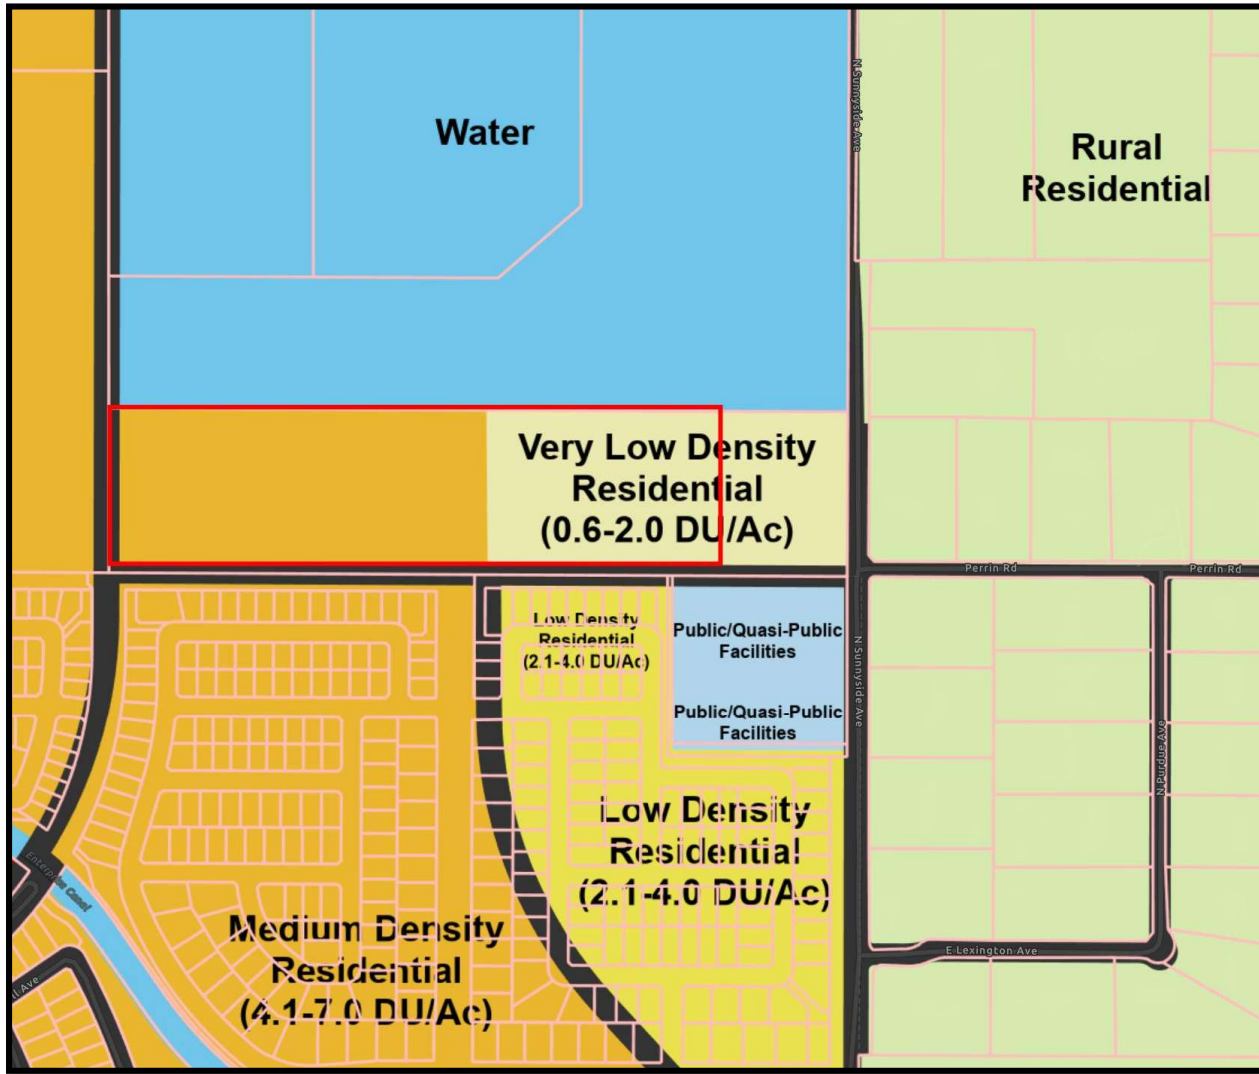 Water
N Sunnyside Ave
Rural
Residential
Very Low Density
Residential
(0.6-2.0 DU/Ac)
Perrin Rd
Perrin Rd
Low Density
Residential
(2.1-4.0 DU/Ac)
Public/Quasi-Public
Facilities
N Sunnyside Ave
Public/Quasi-Public
Facilities
N Purdue Ave
Low Density
Residential
(2.1-4.0 DU/Ac)
Enterprise Canal
Medium Density
Residential
(4.1-7.0 DU/Ac)
E Lexington Ave
Ave